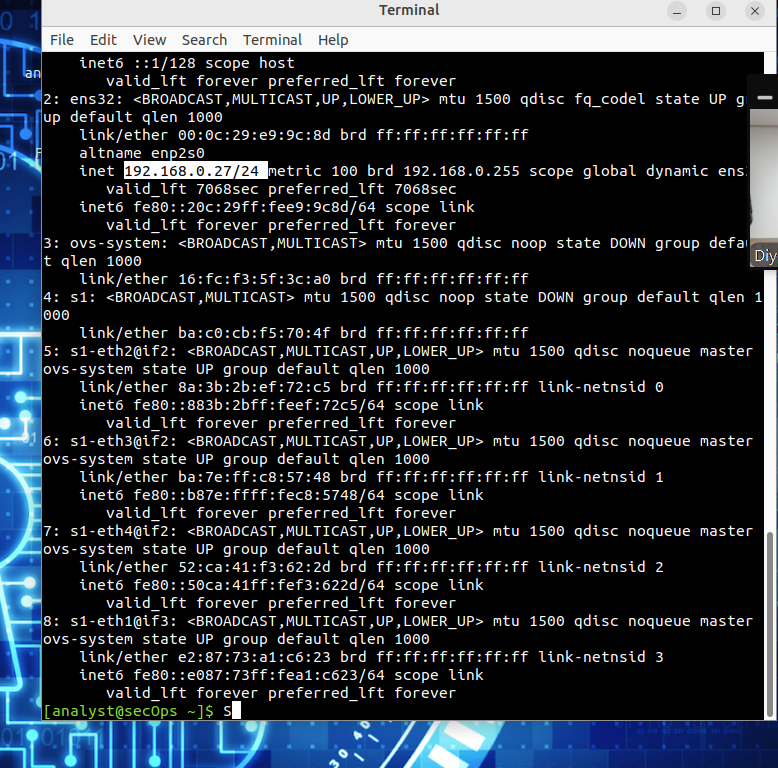 Terminal
File Edit View Search Terminal Help
inet6 ::1/128 scope host
valid_lft forever preferred_lft forever
2: ens32: <BROADCAST,MULTICAST,UP,LOWER_UP> mtu 1500 qdisc fq_codel state UP
up default qlen 1000
link/ether 00:0c:29:e9:9c:8d brd ff:ff:ff:ff:ff:ff
altname enp2s0
inet 192.168.0.27/24 metric 100 brd 192.168.0.255 scope global dynamic
valid_lft 7068sec preferred_lft 7068sec
inet6 fe80::20c:29ff:fee9:9c8d/64 scope link
valid_lft forever preferred_lft forever
3: ovs-system: <BROADCAST,MULTICAST> mtu 1500 qdisc noop state DOWN group defau
t qlen 1000
link/ether 16:fc:f3:5f:3c:a0 brd ff:ff:ff:ff:ff:ff
4: s1: <BROADCAST,MULTICAST> mtu 1500 qdisc noop state DOWN group default qlen 1
000
link/ether ba:c0:cb:f5:70:4f brd ff:ff:ff:ff:ff:ff
5: s1-eth2@if2: <BROADCAST,MULTICAST,UP,LOWER_UP> mtu 1500 qdisc noqueue master
ovs-system state UP group default qlen 1000
link/ether 8a:3b:2b:ef:72:c5 brd ff:ff:ff:ff:ff:ff link-netnsid 0
inet6 fe80::883b:2bff:feef:72c5/64 scope link
valid_lft forever preferred_lft forever
6: s1-eth3@if2: <BROADCAST,MULTICAST,UP,LOWER_UP> mtu 1500 qdisc noqueue master
ovs-system state UP group default qlen 1000
link/ether ba:7e:ff:c8:57:48 brd ff:ff:ff:ff:ff:ff link-netnsid 1
inet6 fe80::b87e:ffff:fec8:5748/64 scope link
valid_lft forever preferred_lft forever
7: s1-eth4@if2: <BROADCAST,MULTICAST,UP,LOWER_UP> mtu 1500 qdisc noqueue master
ovs-system state UP group default qlen 1000
link/ether 52:ca:41:f3:62:2d brd ff:ff:ff:ff:ff:ff link-netnsid 2
inet6 fe80::50ca:41ff:fef3:622d/64 scope link
valid_lft forever preferred_lft forever
8: s1-eth1@if3: <BROADCAST,MULTICAST,UP,LOWER_UP> mtu 1500 qdisc noqueue master
ovs-system state UP group default qlen 1000
link/ether e2:87:73:a1:c6:23 brd ff:ff:ff:ff:ff:ff link-netnsid 3
inet6 fe80::e087:73ff:fea1:c623/64 scope link
valid_lft forever preferred_lft forever
[analyst@secOps ~]$ S
Diy